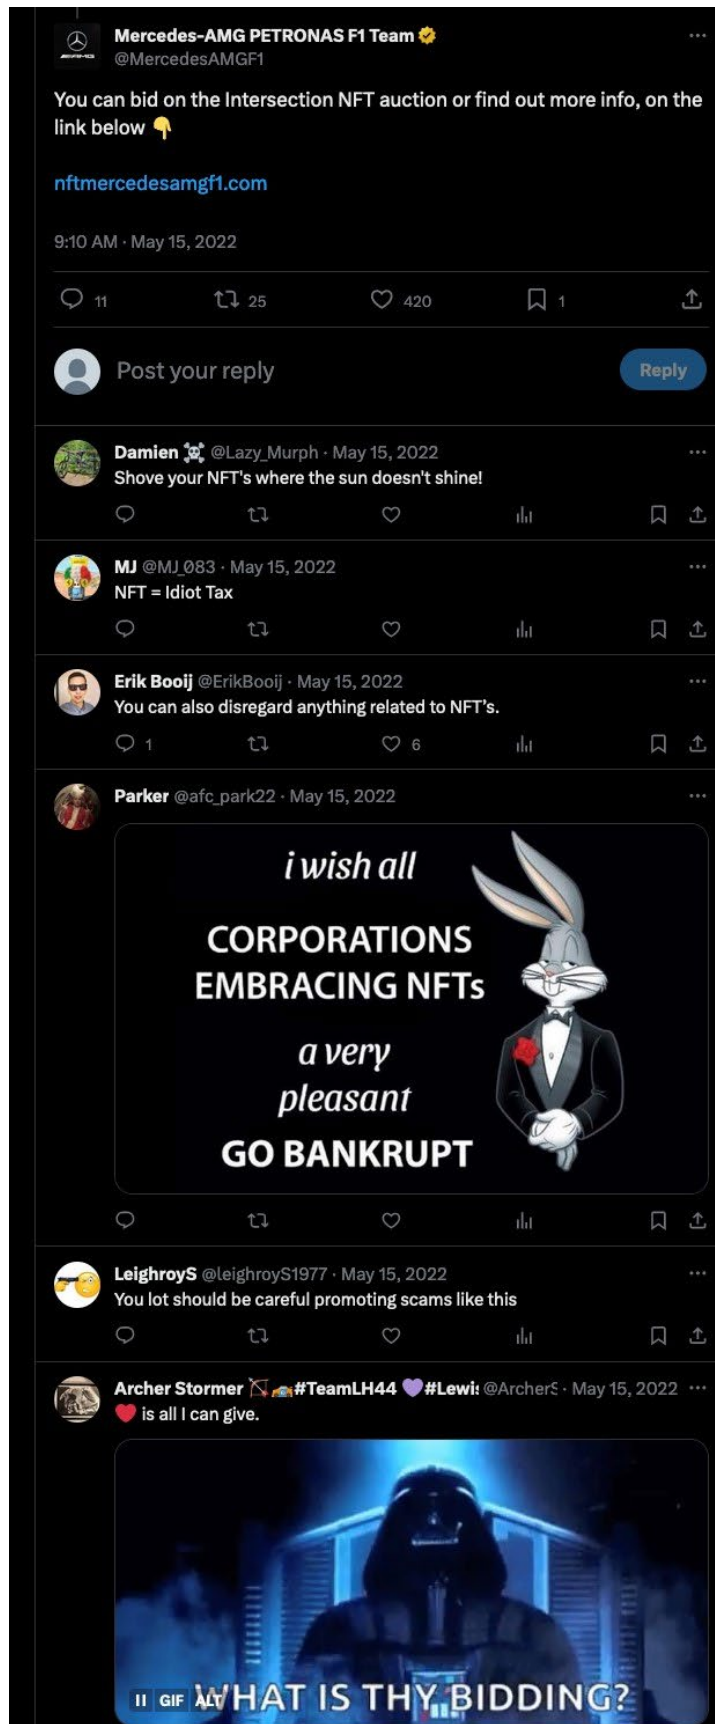 Mercedes-AMG PETRONAS F1 Team
@MercedesAMGF1
You can bid on the Intersection NFT auction or find out more info, on the
link below 👇
nftmercedesamgf1.com
9:10 AM · May 15, 2022
11 25 420 1
Post your reply
Reply
Damien ☠️ @Lazy_Murph · May 15, 2022
Shove your NFT's where the sun doesn't shine!
MJ @MJ_083 · May 15, 2022
NFT = Idiot Tax
Erik Booij @ErikBooij · May 15, 2022
You can also disregard anything related to NFT’s.
1 6
Parker @afc_park22 · May 15, 2022
i wish all
CORPORATIONS
EMBRACING NFTs
a very
pleasant
GO BANKRUPT
LeighroyS @leighroyS1977 · May 15, 2022
You lot should be careful promoting scams like this
Archer Stormer 🏹🏎️#TeamLH44 💜#Lewi @ArcherS · May 15, 2022
❤️ is all I can give.
GIF ALT WHAT IS THY BIDDING?